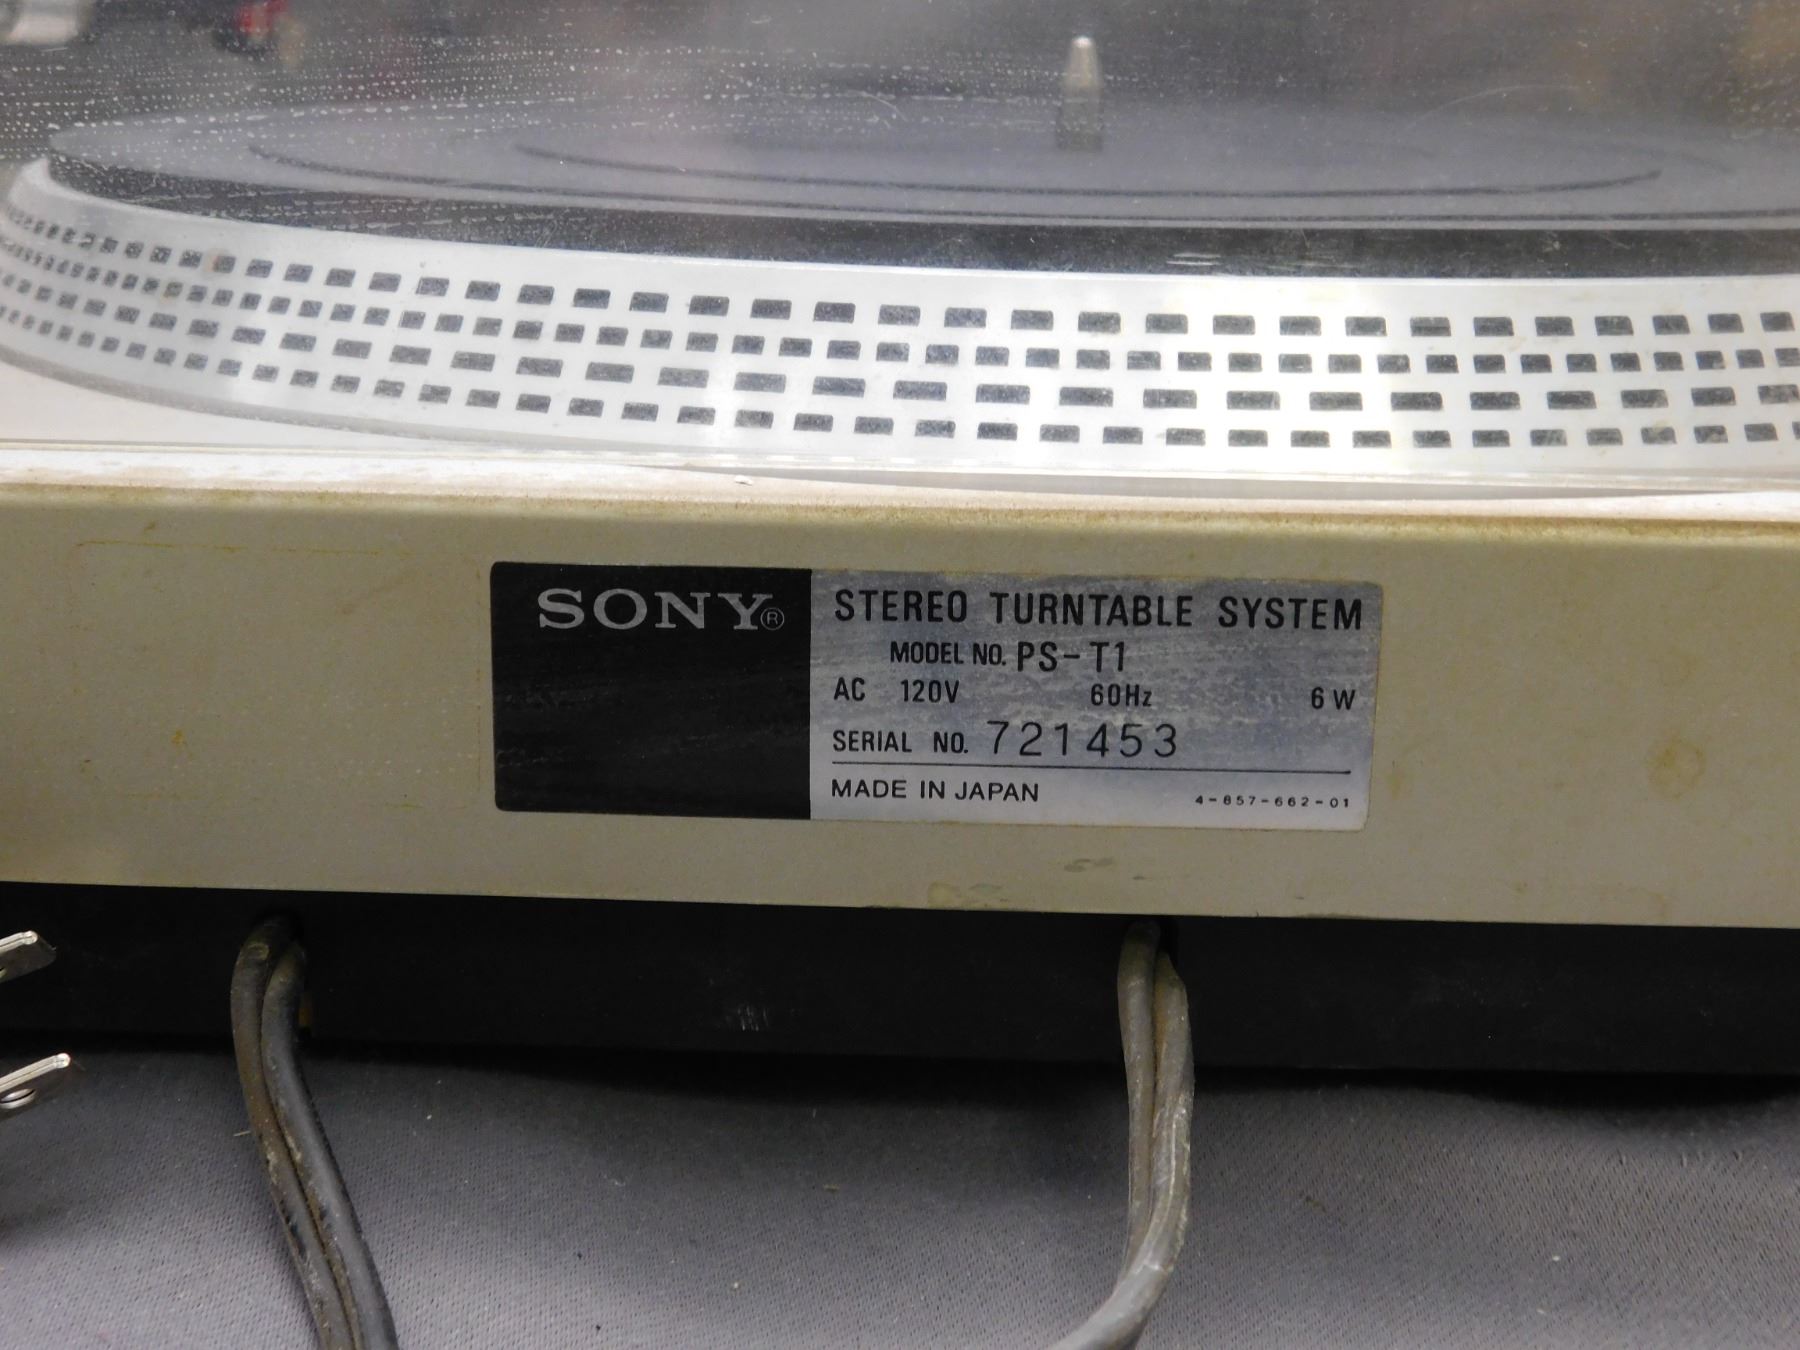 SONY®
STEREO TURNTABLE SYSTEM
MODEL NO. PS-T1
AC 120V 60Hz 6W
SERIAL NO. 721453
MADE IN JAPAN
4-857-662-01